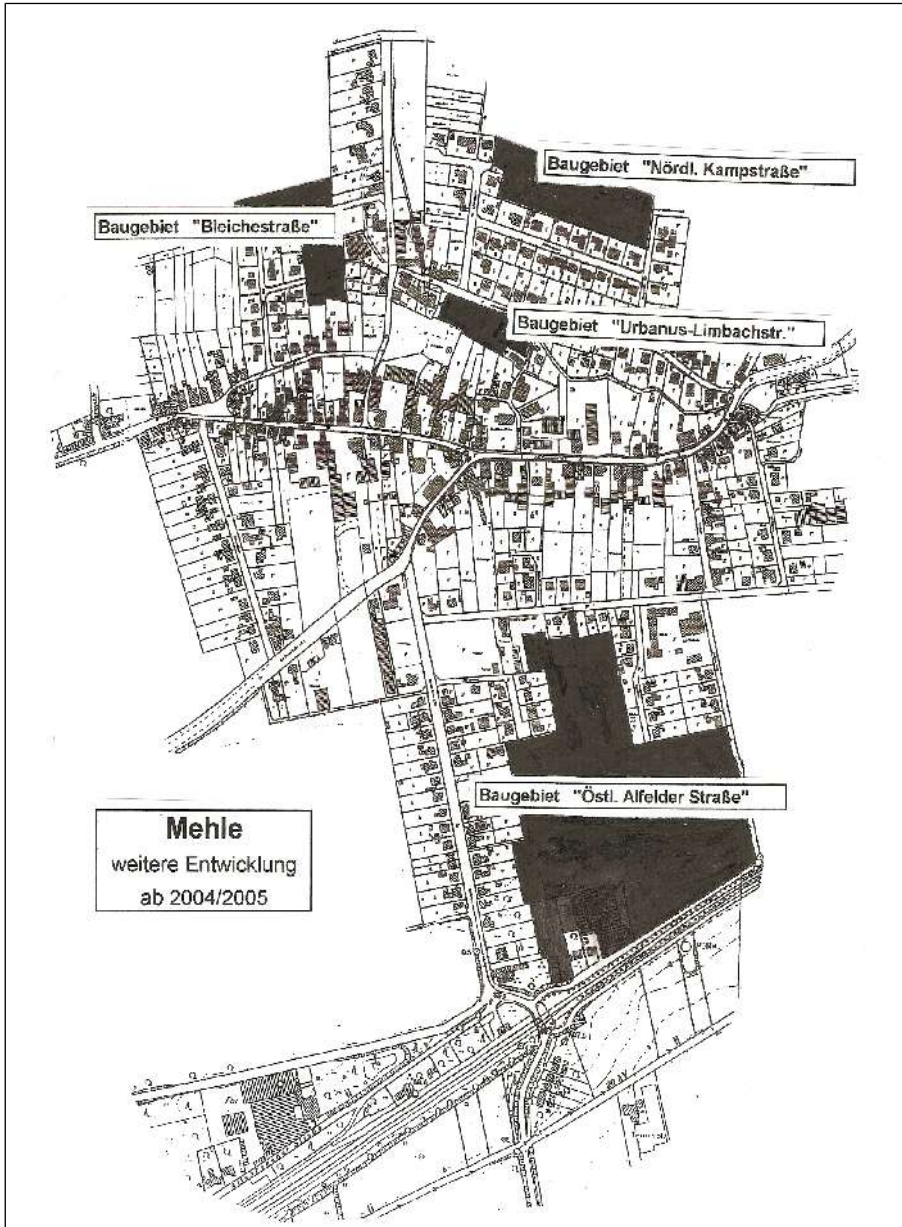 Baugebiet "Nördl. Kampstraße"
Baugebiet "Bleichestraße"
Baugebiet "Urbanus-Limbachstr."
Baugebiet "Östl. Alfelder Straße"
Mehle
weitere Entwicklung
ab 2004/2005